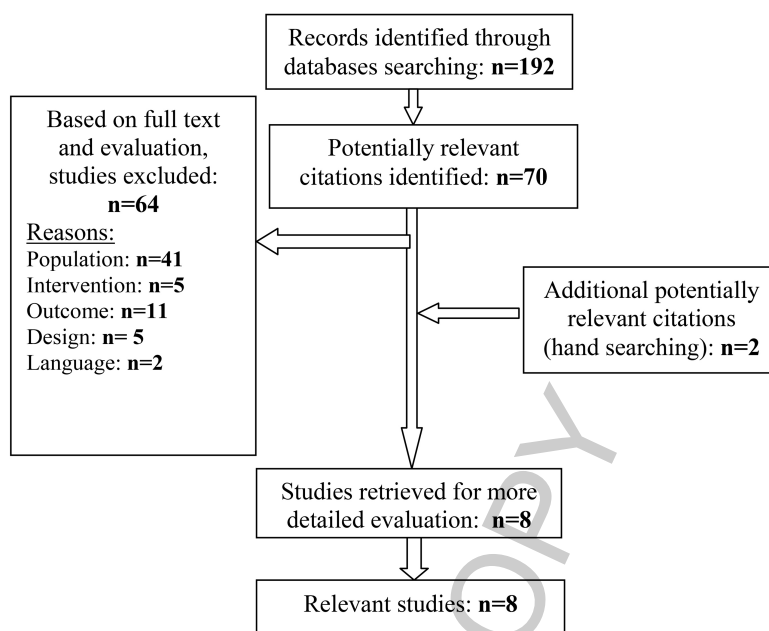 Records identified through
databases searching: n=192
Based on full text
and evaluation,
studies excluded:
n=64
Reasons:
Population: n=41
Intervention: n=5
Outcome: n=11
Design: n= 5
Language: n=2
Potentially relevant
citations identified: n=70
Additional potentially
relevant citations
(hand searching): n=2
Studies retrieved for more
detailed evaluation: n=8
Relevant studies: n=8
OPY